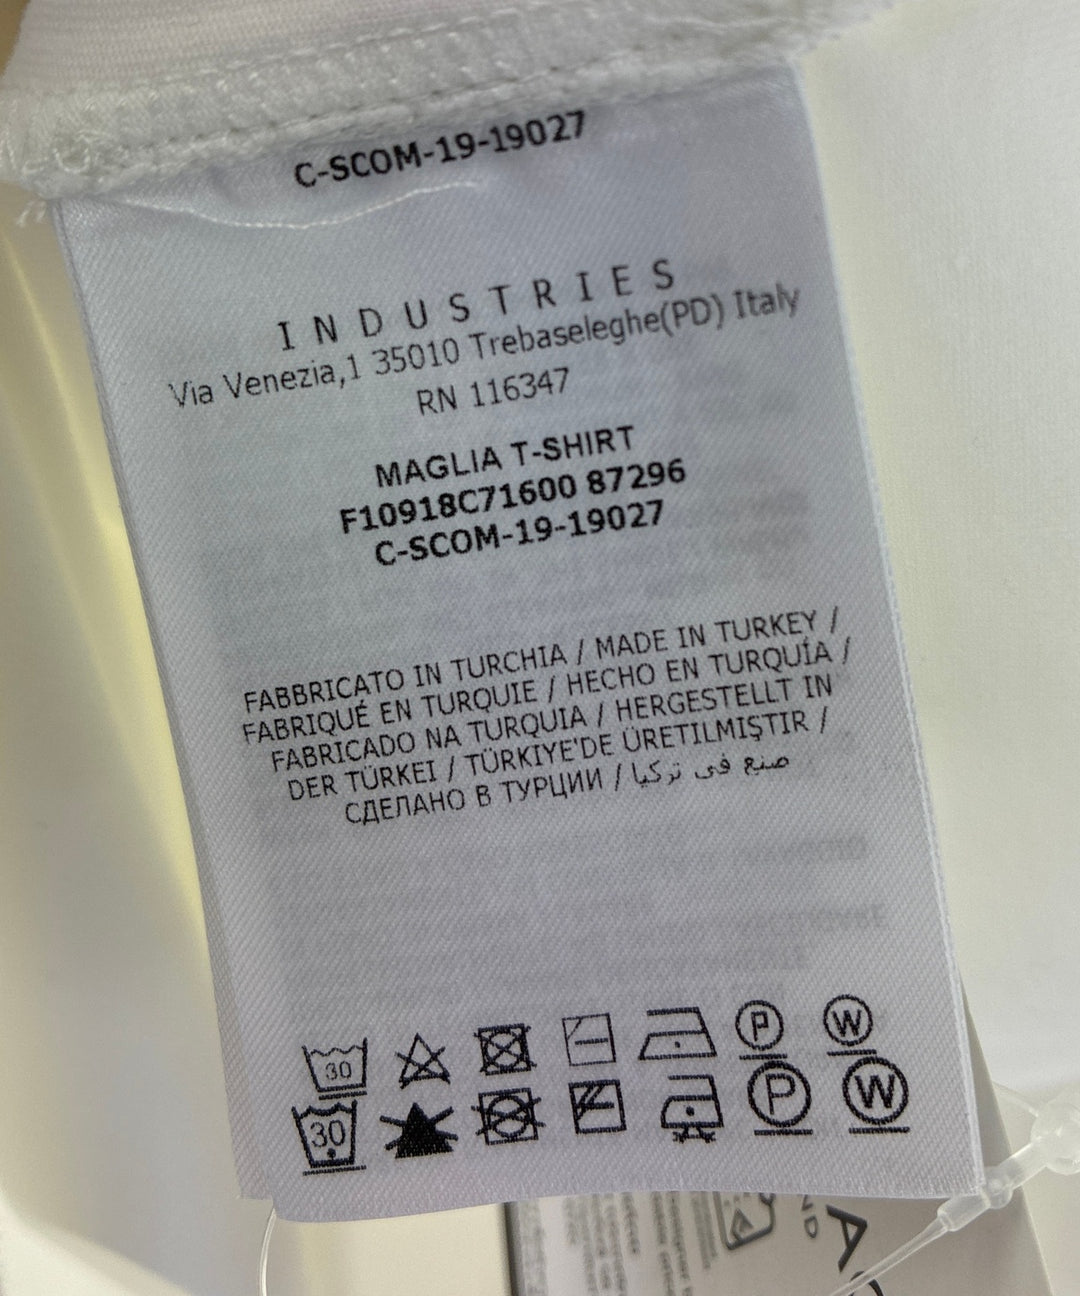 C-SCOM-19-19027
INDUSTRIES
Via Venezia,1 35010 Trebaseleghe(PD) Italy
RN 116347
MAGLIA T-SHIRT
F10918C71600 87296
C-SCOM-19-19027
FABBRICATO IN TURCHIA / MADE IN TURKEY /
FABRIQUÉ EN TURQUIE / HECHO EN TURQUÍA /
FABRICADO NA TURQUIA / HERGESTELLT IN
DER TÜRKEI / TÜRKIYE'DE ÜRETILMIŞTIR /
СДЕЛАНО В ТУРЦИИ / صنع في تركيا
30 P W
30 P W